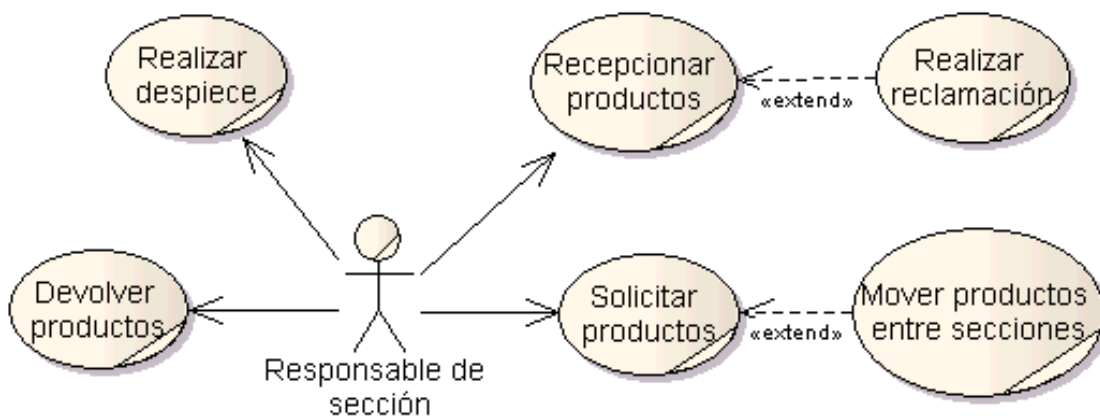 Realizar
despiece
Recepcionar
productos
«extend»
Realizar
reclamación
Devolver
productos
Responsable de
sección
Solicitar
productos
«extend»
Mover productos
entre secciones